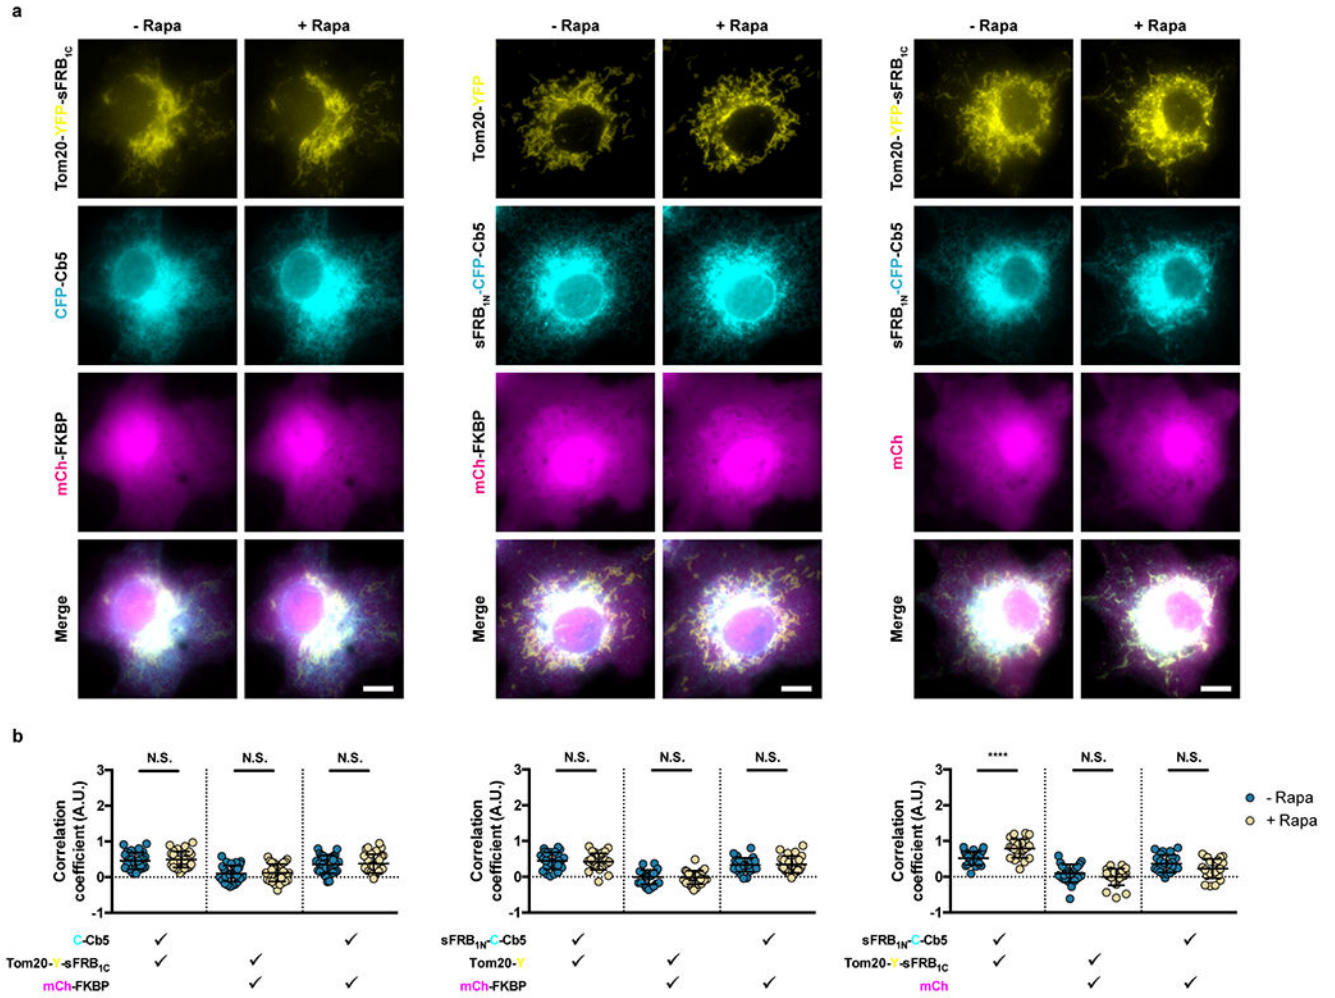 a
- Rapa + Rapa - Rapa + Rapa - Rapa + Rapa
Tom20-YFP-sFRB1C
Tom20-YFP
Tom20-YFP-sFRB1C
CFP-Cb5
sFRB1N-CFP-Cb5
sFRB1N-CFP-Cb5
mCh-FKBP
mCh-FKBP
mCh
Merge
Merge
Merge
b
N.S. N.S. N.S.
Correlation
coefficient (A.U.)
3
2
1
0
-1
C-Cb5 ✓ ✓
Tom20-Y-sFRB1C ✓ ✓
mCh-FKBP ✓ ✓
N.S. N.S. N.S.
Correlation
coefficient (A.U.)
3
2
1
0
-1
sFRB1N-C-Cb5 ✓ ✓
Tom20-Y ✓ ✓
mCh-FKBP ✓ ✓
**** N.S. N.S.
Correlation
coefficient (A.U.)
3
2
1
0
-1
sFRB1N-C-Cb5 ✓ ✓
Tom20-Y-sFRB1C ✓ ✓
mCh ✓ ✓
- Rapa
+ Rapa